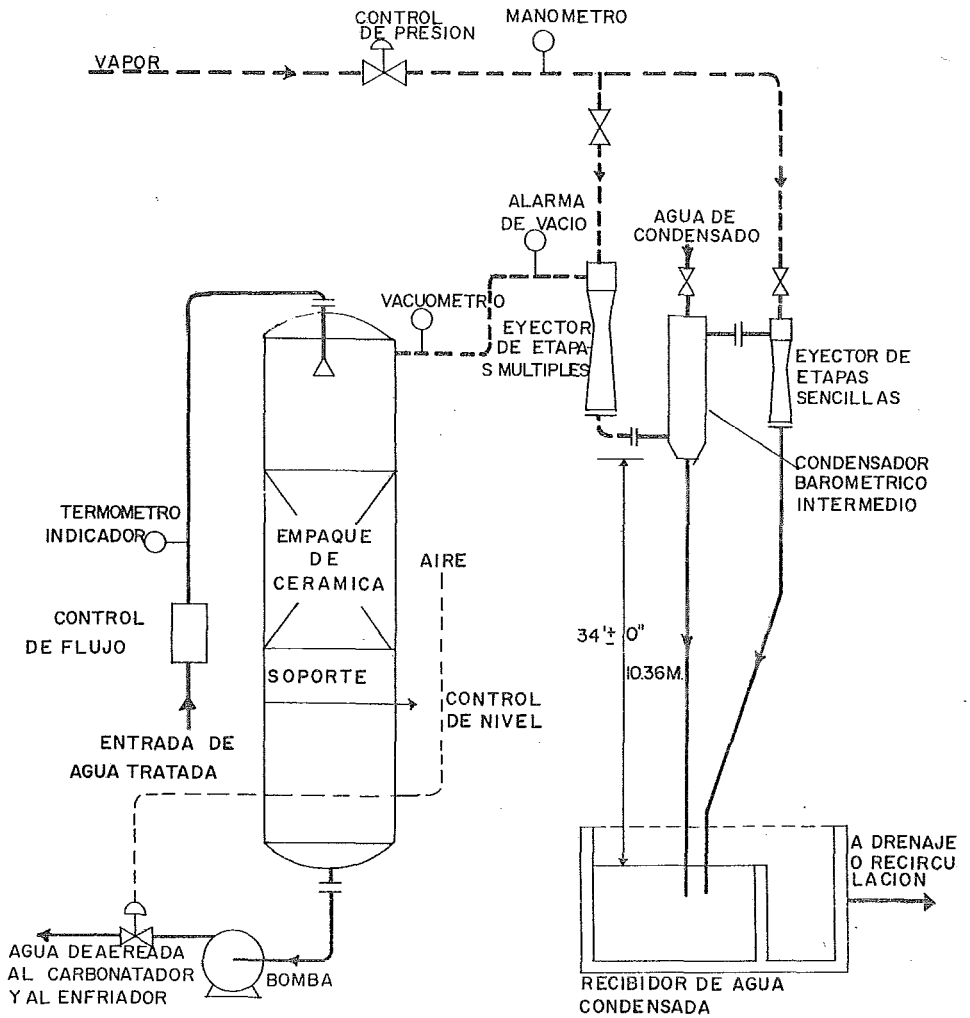 CONTROL
DE PRESION
MANOMETRO
VAPOR
ALARMA
DE VACIO
AGUA DE
CONDENSADO
VACUOMETRO
EYECTOR
DE ETAPA
S MULTIPLES
EYECTOR DE
ETAPAS
SENCILLAS
CONDENSADOR
BAROMETRICO
INTERMEDIO
TERMOMETRO
INDICADOR
EMPAQUE
DE
CERAMICA
AIRE
CONTROL
DE FLUJO
34'± 0"
10.36M.
SOPORTE
CONTROL
DE NIVEL
ENTRADA DE
AGUA TRATADA
A DRENAJE
O RECIRCU
LACION
AGUA DEAEREADA
AL CARBONATADOR
Y AL ENFRIADOR
BOMBA
RECIBIDOR DE AGUA
CONDENSADA